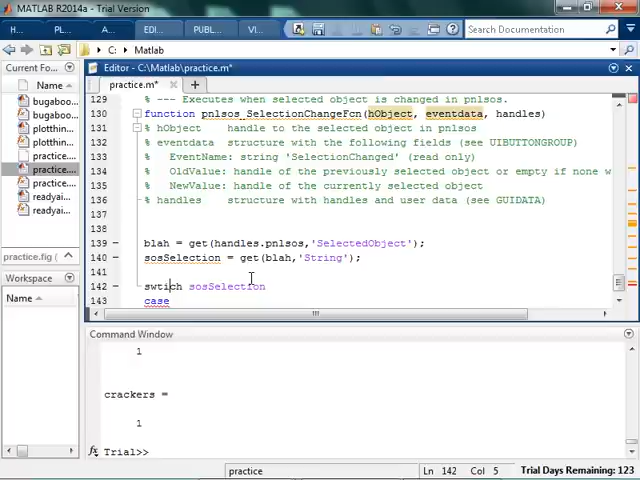 MATLAB R2014a - Trial Version
H... PL... A... EDI... PUBL... VI... Search Documentation
C: Matlab
Current Fo...
Name
bugaboo...
bugaboo...
plotthin...
plotthin...
practice....
practice....
practice....
readyai...
readyai...
practice.fig
Workspace
Name
Editor - C:\Matlab\practice.m*
practice.m*
129 % --- Executes when selected object is changed in pnlsos.
130 function pnlsos_SelectionChangeFcn(hObject, eventdata, handles)
131 % hObject    handle to the selected object in pnlsos
132 % eventdata  structure with the following fields (see UIBUTTONGROUP)
133 %    EventName: string 'SelectionChanged' (read only)
134 %    OldValue: handle of the previously selected object or empty if none w
135 %    NewValue: handle of the currently selected object
136 % handles    structure with handles and user data (see GUIDATA)
137
138
139 blah = get(handles.pnlsos,'SelectedObject');
140 sosSelection = get(blah,'String');
141
142 swtich sosSelection
143 case
Command Window
1
crackers =
1
fx Trial>>
practice Ln 142 Col 5 Trial Days Remaining: 123